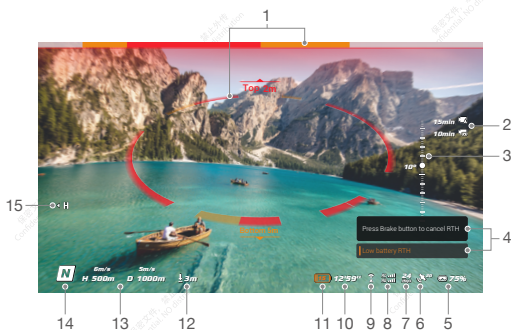 1
Top
15min
2
10min
3
10°
15
H
Press Brake button to cancel RTH
4
Low battery RTH
6m/s 5m/s
N H 500m D 1000m 3m 12'59" 24 20 75%
14 13 12 11 10 9 8 7 6 5